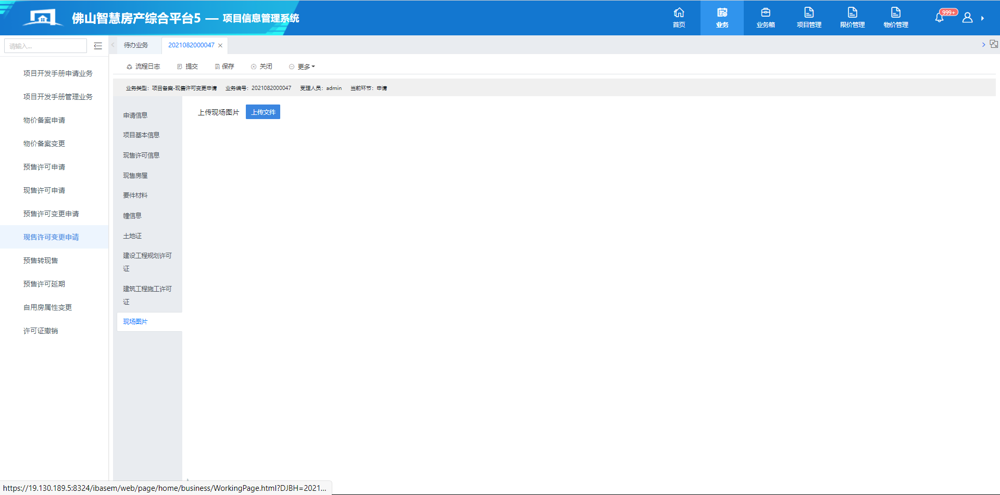 佛山智慧房产综合平台5 — 项目信息管理系统
首页
业务
业务箱
项目管理
限价管理
物价管理
999+
请输入...
待办业务
2021082000047
流程日志
提交
保存
关闭
更多
业务类型：项目备案-现售许可变更申请 业务编号：2021082000047 受理人员：admin 当前环节：申请
项目开发手册申请业务
项目开发手册管理业务
物价备案申请
物价备案变更
预售许可申请
现售许可申请
预售许可变更申请
现售许可变更申请
预售转现售
预售许可延期
自用房属性变更
许可证撤销
申请信息
项目基本信息
现售许可信息
现售房屋
要件材料
幢信息
土地证
建设工程规划许可
证
建筑工程施工许可
证
现场图片
上传现场图片
上传文件
https://19.130.189.5:8324/ibasem/web/page/home/business/WorkingPage.html?DJBH=2021...